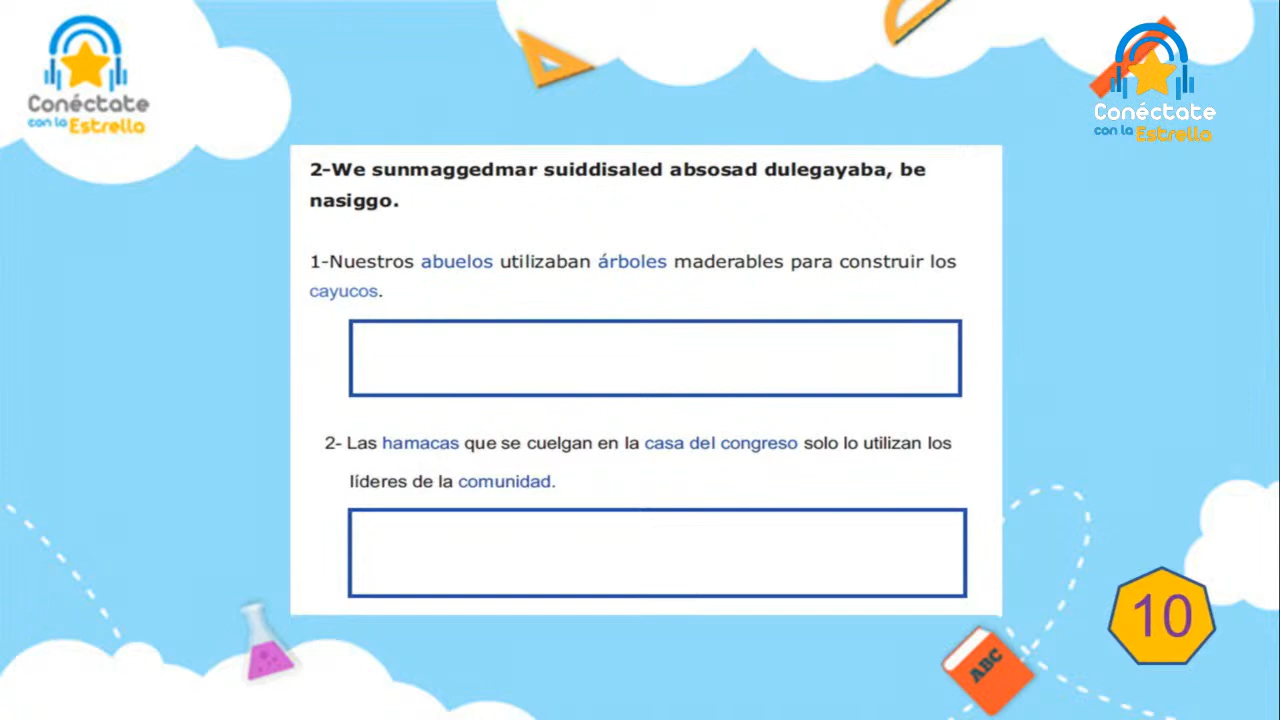 Conéctate
con la Estrella
Conéctate
con la Estrella
2-We sunmaggedmar suiddisaled absosad dulegayaba, be
nasiggo.
1-Nuestros abuelos utilizaban árboles maderables para construir los
cayucos.
2- Las hamacas que se cuelgan en la casa del congreso solo lo utilizan los
líderes de la comunidad.
10
ABC